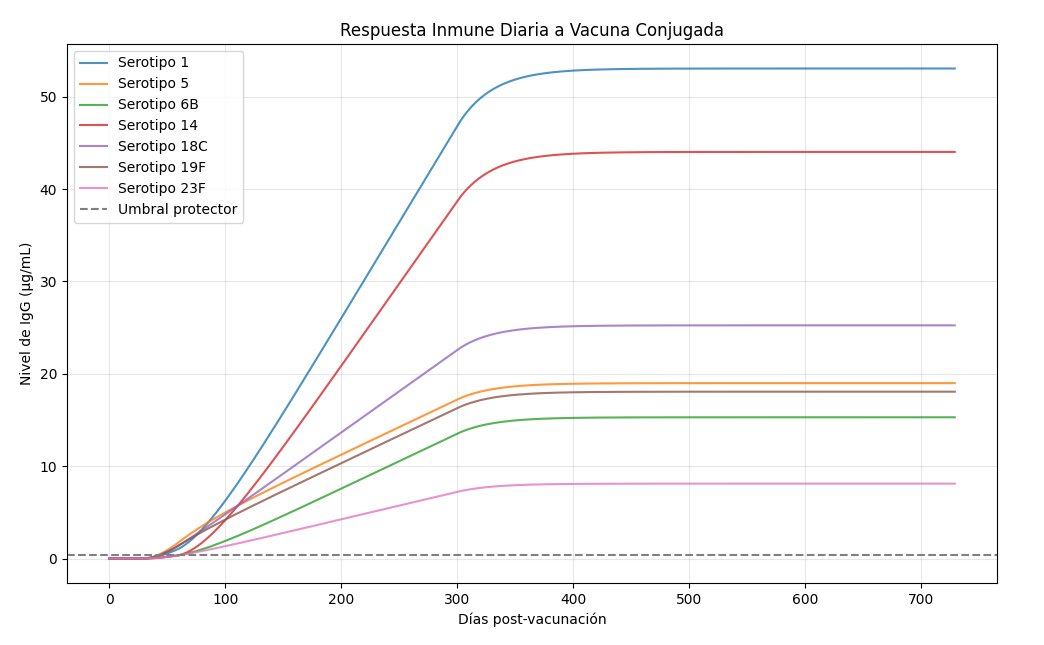 Respuesta Inmune Diaria a Vacuna Conjugada
Serotipo 1
Serotipo 5
Serotipo 6B
Serotipo 14
Serotipo 18C
Serotipo 19F
Serotipo 23F
Umbral protector
Nivel de IgG (µg/mL)
50
40
30
20
10
0
0 100 200 300 400 500 600 700
Días post-vacunación